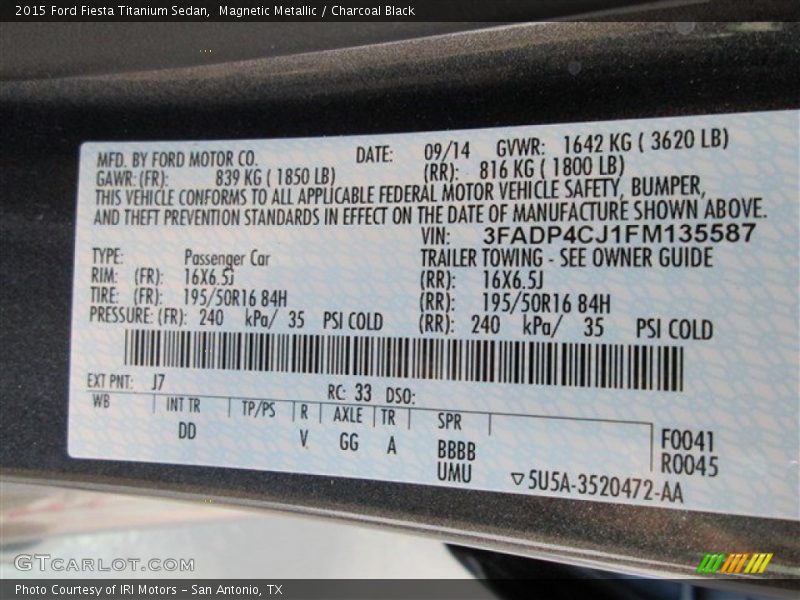 2015 Ford Fiesta Titanium Sedan,  Magnetic Metallic / Charcoal Black
MFD. BY FORD MOTOR CO. DATE: 09/14 GVWR: 1642 KG ( 3620 LB)
GAWR: (FR): 839 KG ( 1850 LB) (RR): 816 KG ( 1800 LB)
THIS VEHICLE CONFORMS TO ALL APPLICABLE FEDERAL MOTOR VEHICLE SAFETY, BUMPER,
AND THEFT PREVENTION STANDARDS IN EFFECT ON THE DATE OF MANUFACTURE SHOWN ABOVE.
VIN: 3FADP4CJ1FM135587
TYPE: Passenger Car TRAILER TOWING - SEE OWNER GUIDE
RIM: (FR): 16X6.5J (RR): 16X6.5J
TIRE: (FR): 195/50R16 84H (RR): 195/50R16 84H
PRESSURE: (FR): 240 kPa/ 35 PSI COLD (RR): 240 kPa/ 35 PSI COLD
EXT PNT: J7 RC: 33 DSO:
WB INT TR TP/PS R AXLE TR SPR
DD V GG A BBBB
UMU
F0041
R0045
▽5U5A-3520472-AA
GTCARLOT.COM
Photo Courtesy of IRI Motors – San Antonio, TX